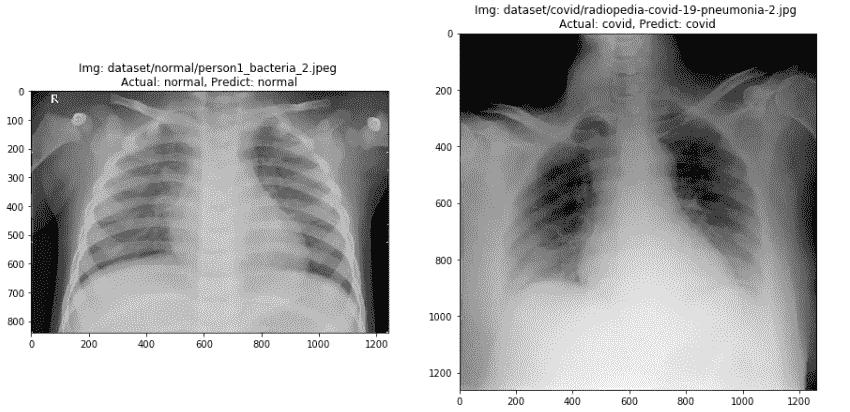 Img: dataset/normal/person1_bacteria_2.jpeg
Actual: normal, Predict: normal
R
0
100
200
300
400
500
600
700
800
0 200 400 600 800 1000 1200
Img: dataset/covid/radiopedia-covid-19-pneumonia-2.jpg
Actual: covid, Predict: covid
0
200
400
600
800
1000
1200
0 200 400 600 800 1000 1200